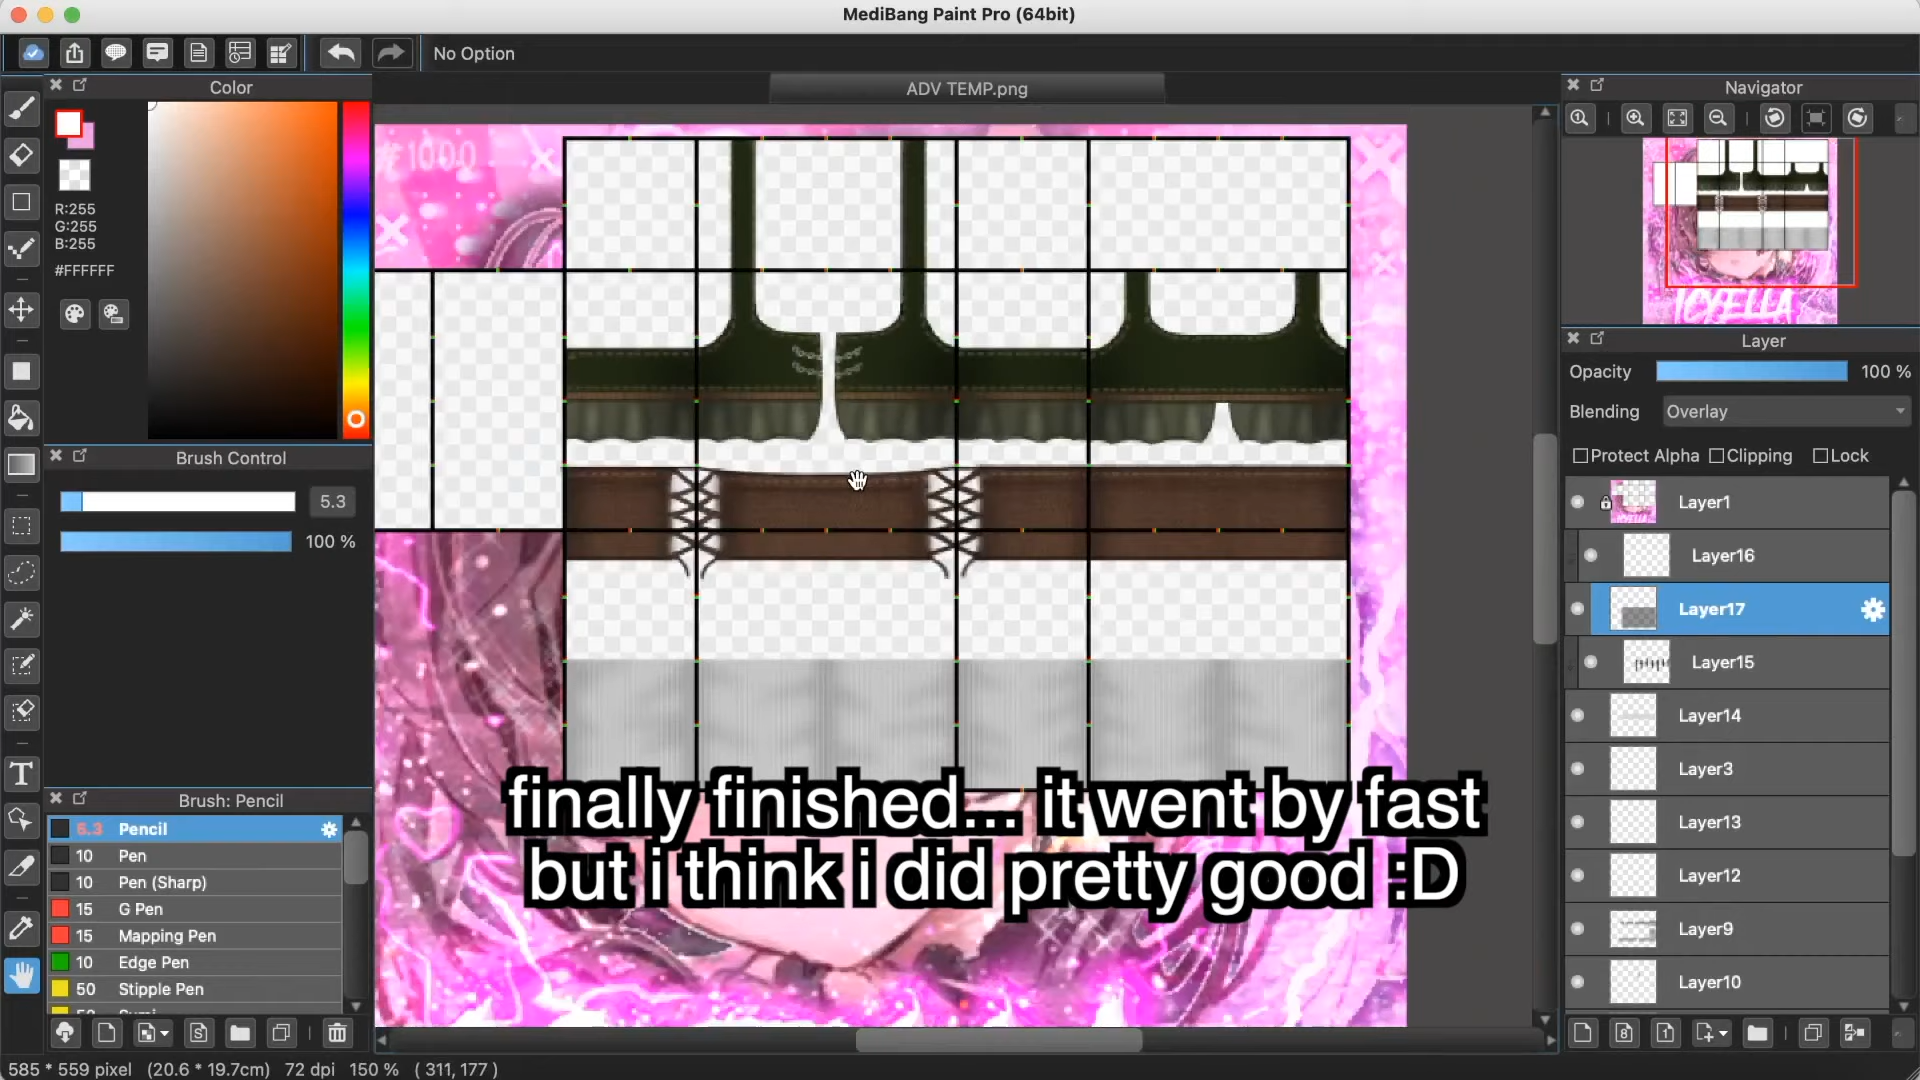 MediBang Paint Pro (64bit)
No Option
Color
ADV TEMP.png
Navigator
#1000
R:255
G:255
B:255
#FFFFFF
ICYELLA
Layer
Opacity
100 %
Blending
Overlay
Protect Alpha
Clipping
Lock
Brush Control
5.3
100 %
Layer1
Layer16
Layer17
Layer15
Layer14
Layer3
Layer13
Layer12
Layer9
Layer10
Brush: Pencil
5.3 Pencil
10 Pen
10 Pen (Sharp)
15 G Pen
15 Mapping Pen
10 Edge Pen
50 Stipple Pen
finally finished... it went by fast
but i think i did pretty good :D
585 * 559 pixel (20.6 * 19.7cm) 72 dpi 150 % ( 311, 177 )